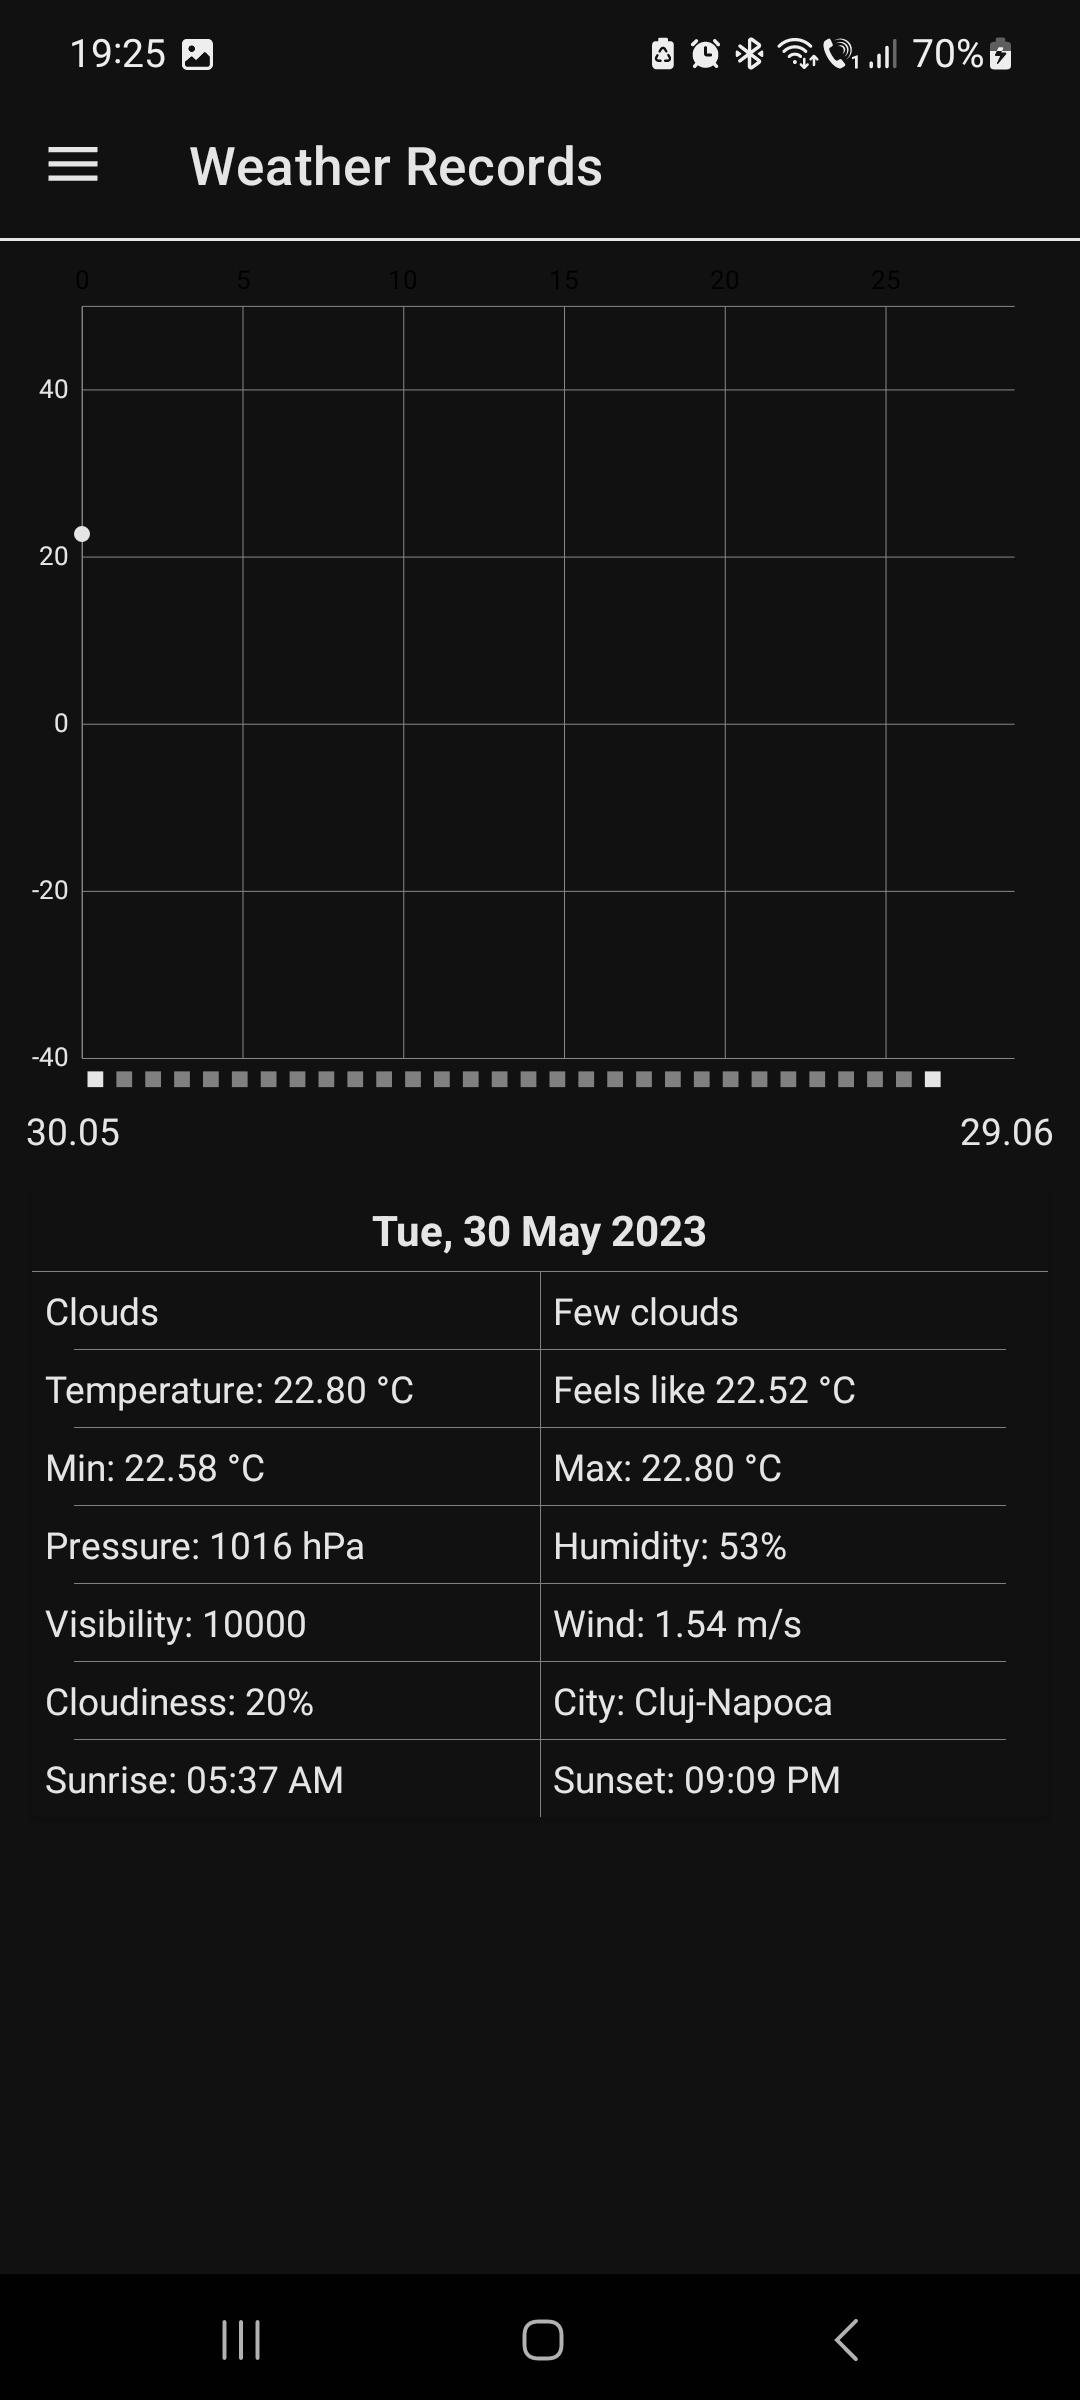 19:25 1 70%
Weather Records
0 5 10 15 20 25
40
20
0
-20
-40
30.05 29.06
Tue, 30 May 2023
Clouds Few clouds
Temperature: 22.80 °C Feels like 22.52 °C
Min: 22.58 °C Max: 22.80 °C
Pressure: 1016 hPa Humidity: 53%
Visibility: 10000 Wind: 1.54 m/s
Cloudiness: 20% City: Cluj-Napoca
Sunrise: 05:37 AM Sunset: 09:09 PM